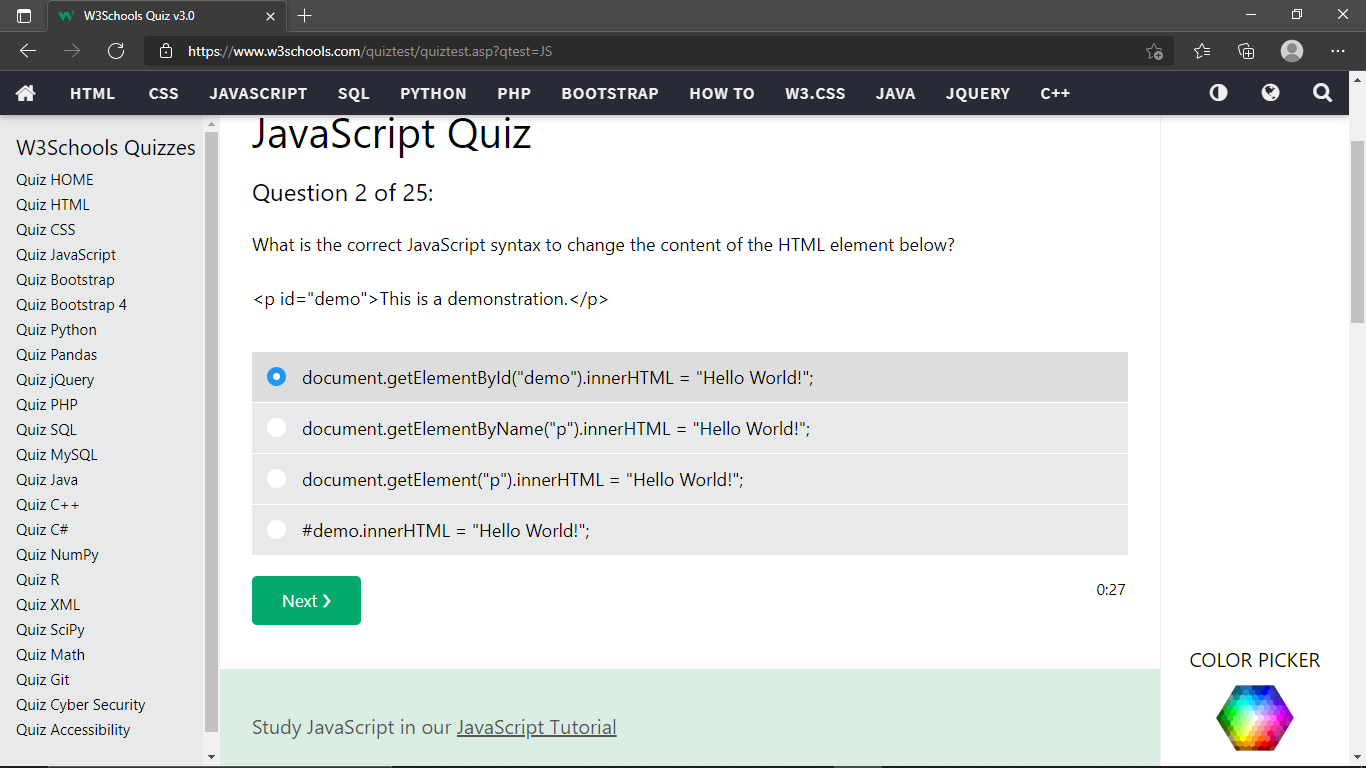 W3Schools Quiz v3.0
https://www.w3schools.com/quiztest/quiztest.asp?qtest=JS
HTML CSS JAVASCRIPT SQL PYTHON PHP BOOTSTRAP HOW TO W3.CSS JAVA JQUERY C++
W3Schools Quizzes
Quiz HOME
Quiz HTML
Quiz CSS
Quiz JavaScript
Quiz Bootstrap
Quiz Bootstrap 4
Quiz Python
Quiz Pandas
Quiz jQuery
Quiz PHP
Quiz SQL
Quiz MySQL
Quiz Java
Quiz C++
Quiz C#
Quiz NumPy
Quiz R
Quiz XML
Quiz SciPy
Quiz Math
Quiz Git
Quiz Cyber Security
Quiz Accessibility
JavaScript Quiz
Question 2 of 25:
What is the correct JavaScript syntax to change the content of the HTML element below?
<p id="demo">This is a demonstration.</p>
document.getElementById("demo").innerHTML = "Hello World!";
document.getElementByName("p").innerHTML = "Hello World!";
document.getElement("p").innerHTML = "Hello World!";
#demo.innerHTML = "Hello World!";
Next ❯
0:27
Study JavaScript in our JavaScript Tutorial
COLOR PICKER